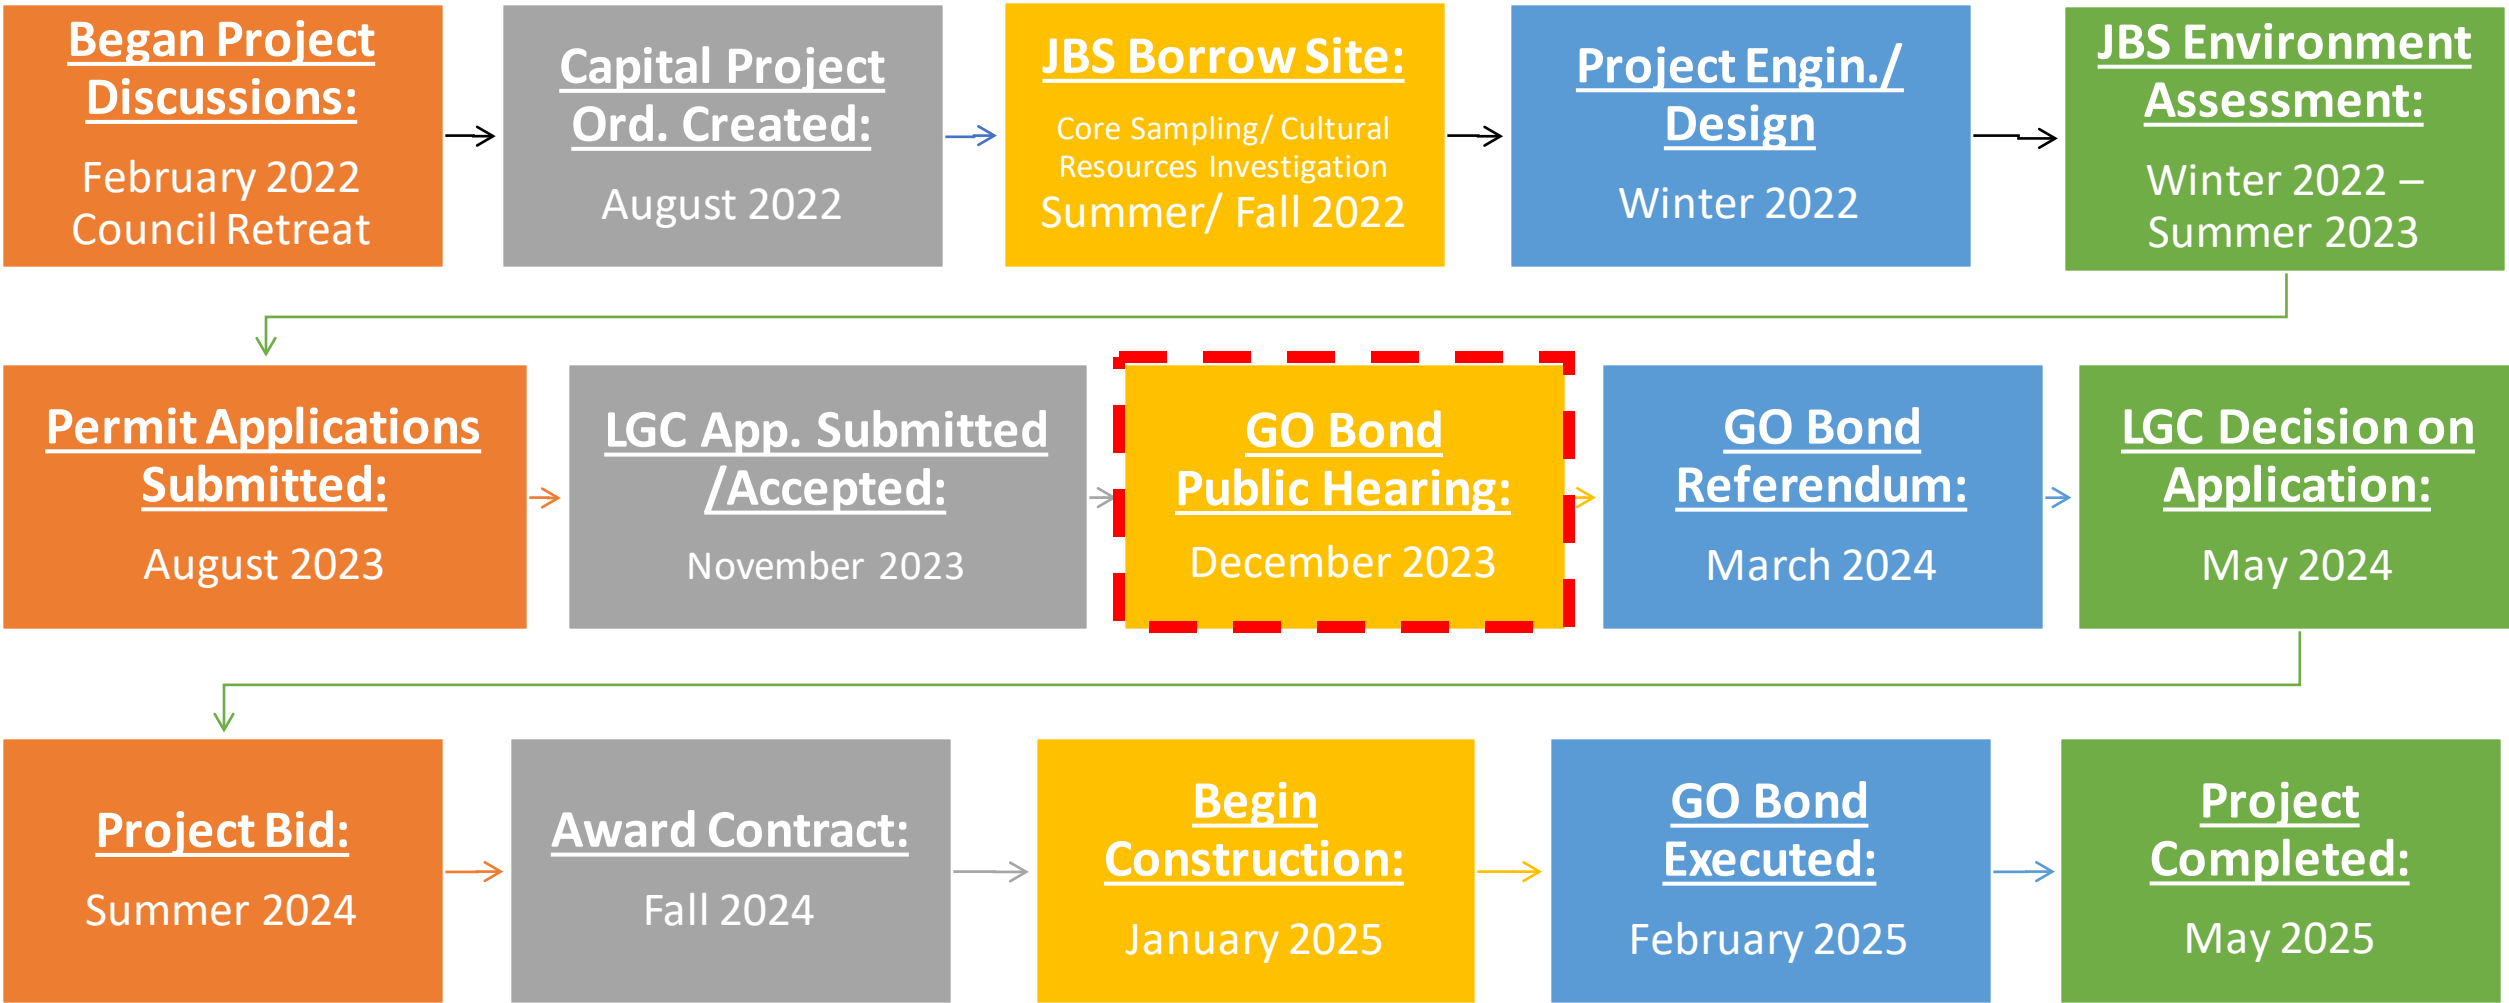 Began Project
Discussions:
February 2022
Council Retreat
Capital Project
Ord. Created:
August 2022
JBS Borrow Site:
Core Sampling/ Cultural
Resources Investigation
Summer/ Fall 2022
Project Engin./
Design
Winter 2022
JBS Environment
Assessment:
Winter 2022 –
Summer 2023
Permit Applications
Submitted:
August 2023
LGC App. Submitted
/Accepted:
November 2023
GO Bond
Public Hearing:
December 2023
GO Bond
Referendum:
March 2024
LGC Decision on
Application:
May 2024
Project Bid:
Summer 2024
Award Contract:
Fall 2024
Begin
Construction:
January 2025
GO Bond
Executed:
February 2025
Project
Completed:
May 2025